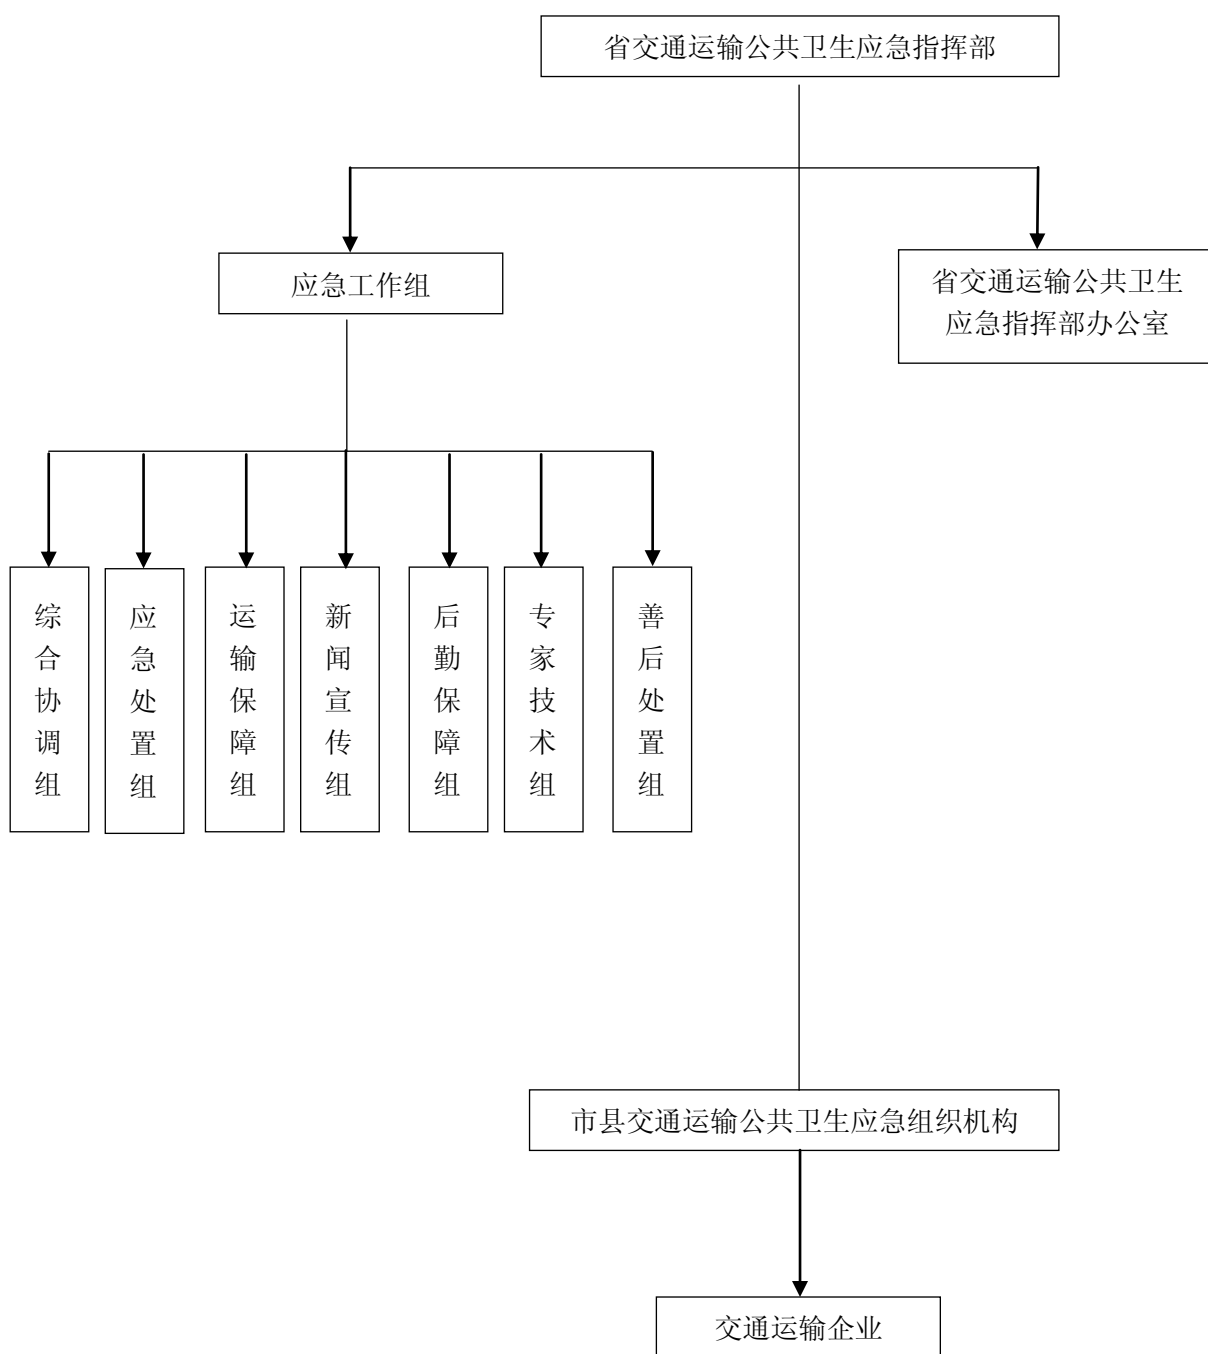 省交通运输公共卫生应急指挥部
应急工作组
省交通运输公共卫生
应急指挥部办公室
综合协调组
应急处置组
运输保障组
新闻宣传组
后勤保障组
专家技术组
善后处置组
市县交通运输公共卫生应急组织机构
交通运输企业